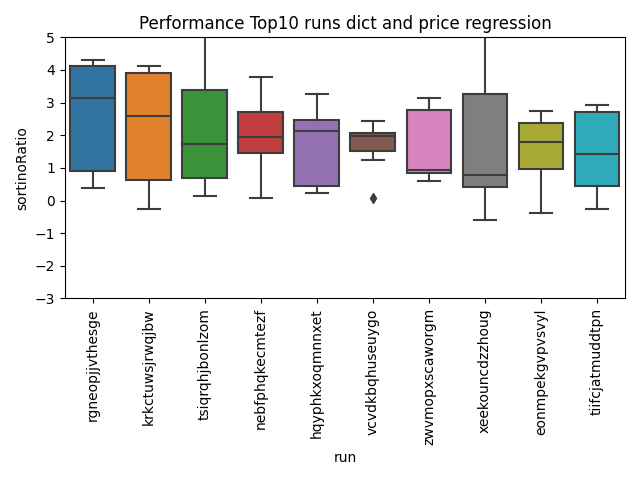 Performance Top10 runs dict and price regression
5
4
3
2
1
0
−1
−2
−3
sortinoRatio
rgneopjjvthesge
krkctuwsjrwqjbw
tsiqrqhjbonlzom
nebfphqkecmtezf
hqyphkxoqmnnxet
vcvdkbqhuseuygo
zwvmopxscaworgm
xeekouncdzzhoug
eonmpekgvpvsvyl
tiifcjatmuddtpn
run